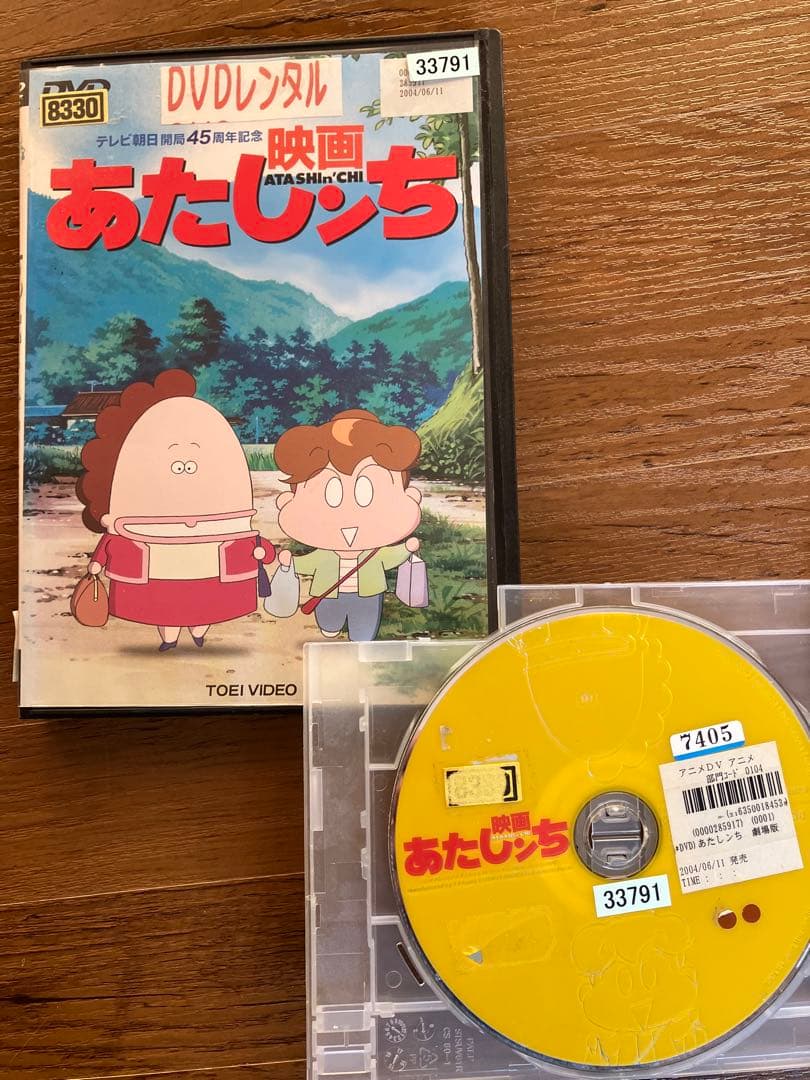 DVD
8330
DVDレンタル
33791
2004/06/11
テレビ朝日開局45周年記念
映画
ATASHIn'CHI
あたしンち
TOEI VIDEO
7405
アニメDV アニメ
部門コード 0104
6350018453
(0000285917) (0001)
*DVD)あたしンち 劇場版
2004/06/11 発売
TIME: : :
映画
あたしンち
33791